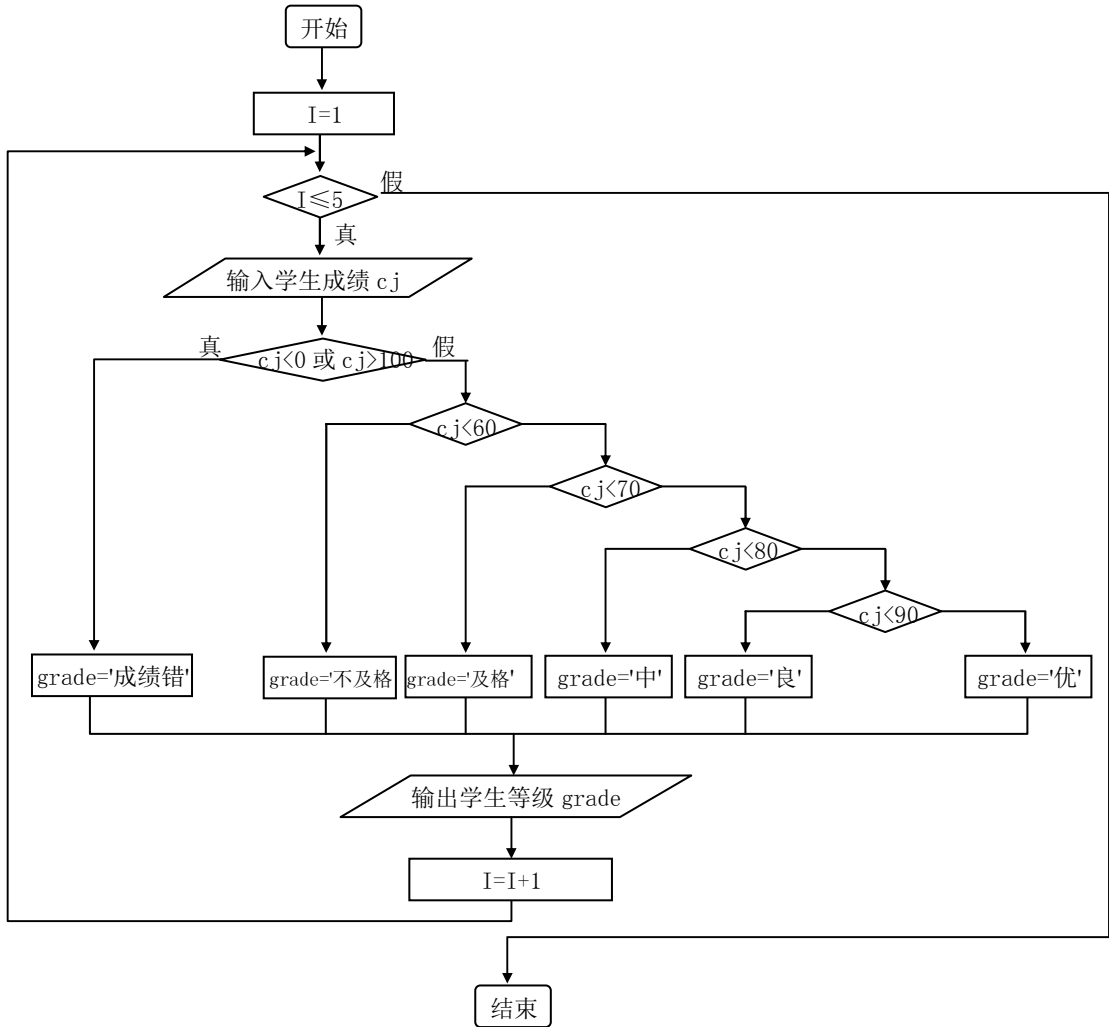 开始
I=1
假
I≤5
真
输入学生成绩 cj
真
cj<0 或 cj>100
假
cj<60
cj<70
cj<80
cj<90
grade='成绩错'
grade='不及格
grade='及格'
grade='中'
grade='良'
grade='优'
输出学生等级 grade
I=I+1
结束